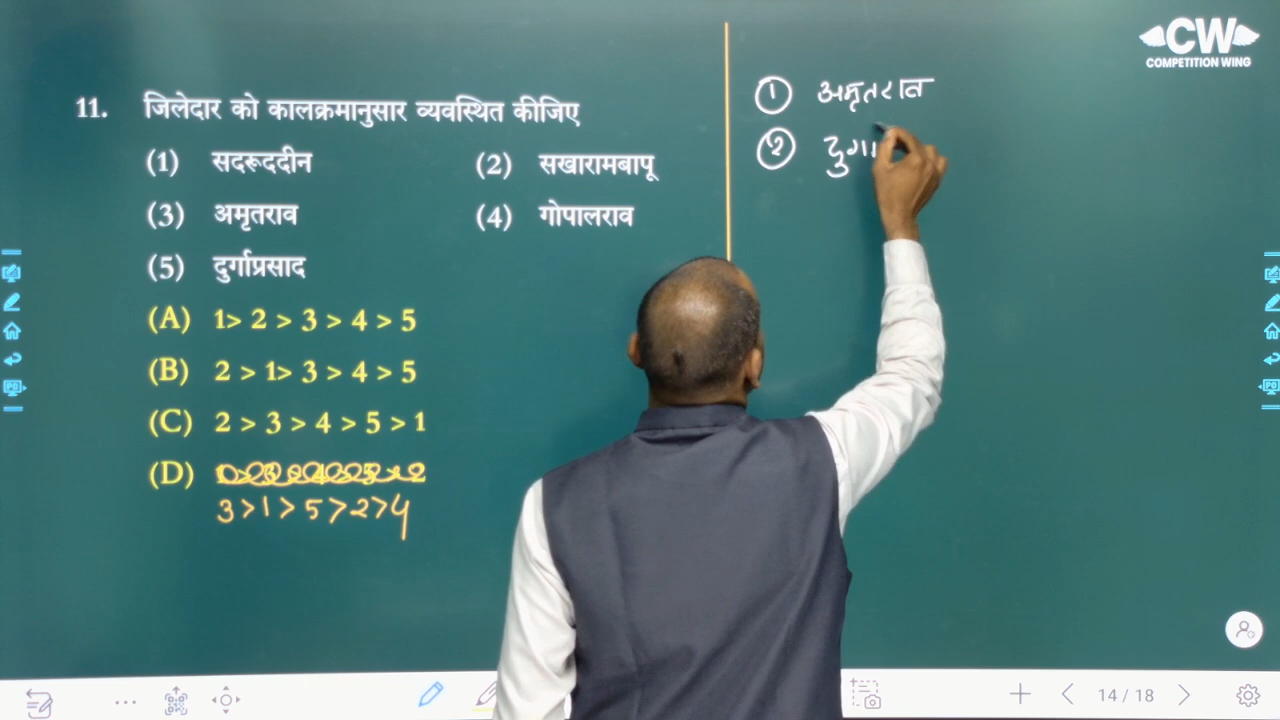 11. जिलेदार को कालक्रमानुसार व्यवस्थित कीजिए
(1) सदरूददीन (2) सखारामबापू
(3) अमृतराव (4) गोपालराव
(5) दुर्गाप्रसाद
(A) 1> 2 > 3 > 4 > 5
(B) 2 > 1> 3 > 4 > 5
(C) 2 > 3 > 4 > 5 > 1
(D)
3 > 1 > 5 > 2 > 4
① अमृतराव
② दुगा
CW
COMPETITION WING
14 / 18